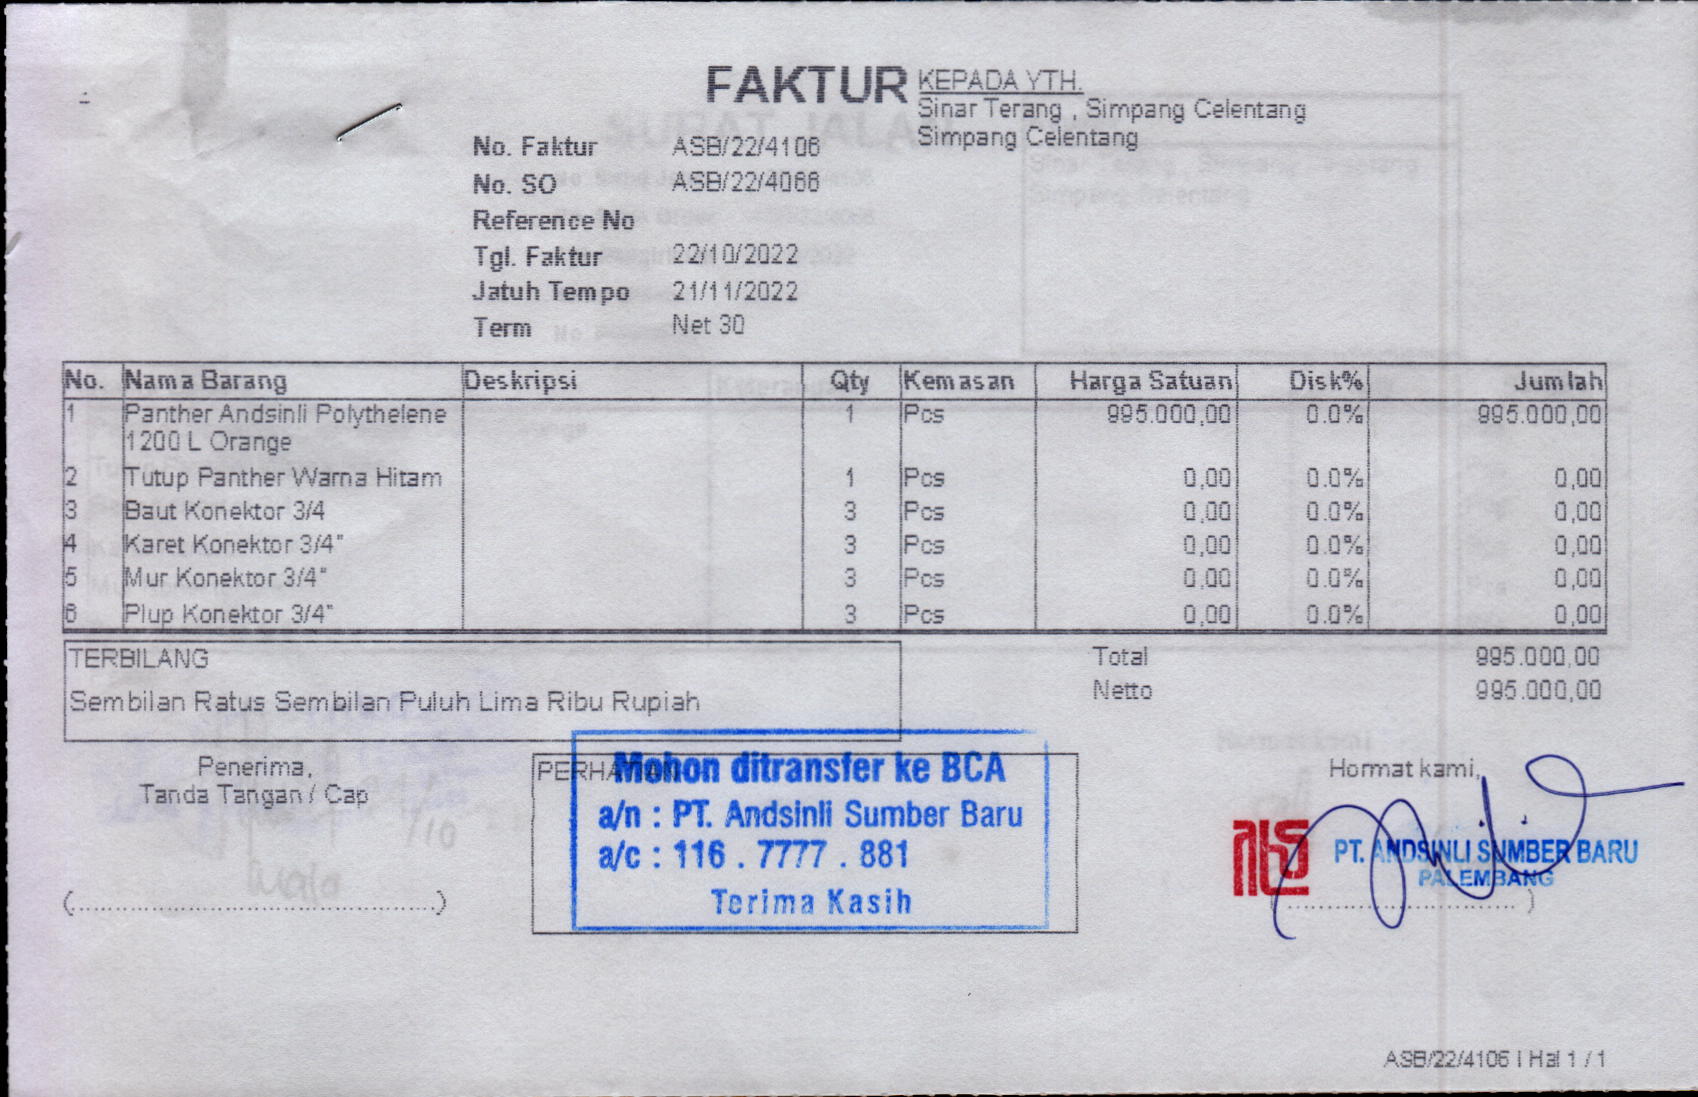 FAKTUR
KEPADA YTH.
Sinar Terang , Simpang Celentang
Simpang Celentang
No. Faktur ASB/22/4106
No. SO ASB/22/4066
Reference No
Tgl. Faktur 22/10/2022
Jatuh Tempo 21/11/2022
Term Net 30
No. Nama Barang Deskripsi Qty Kemasan Harga Satuan Disk% Jumlah
1 Panther Andsinli Polythelene 1 Pcs 995.000,00 0.0% 995.000,00
1200 L Orange
2 Tutup Panther Warna Hitam 1 Pcs 0,00 0.0% 0,00
3 Baut Konektor 3/4 3 Pcs 0,00 0.0% 0,00
4 Karet Konektor 3/4" 3 Pcs 0,00 0.0% 0,00
5 Mur Konektor 3/4" 3 Pcs 0,00 0.0% 0,00
6 Plup Konektor 3/4" 3 Pcs 0,00 0.0% 0,00
TERBILANG
Sembilan Ratus Sembilan Puluh Lima Ribu Rupiah
Total 995.000,00
Netto 995.000,00
Penerima,
Tanda Tangan / Cap
(........................................................)
PERHATIAN
Mohon ditransfer ke BCA
a/n : PT. Andsinli Sumber Baru
a/c : 116 . 7777 . 881
Terima Kasih
Hormat kami,
PT. ANDSINLI SUMBER BARU
PALEMBANG
(....................................)
ASB/22/4106 | Hal 1 / 1